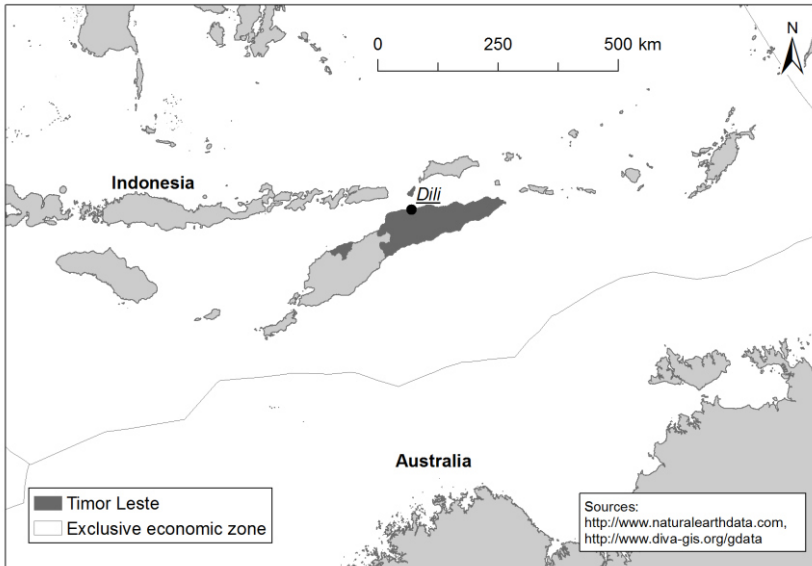 N
0 250 500 km
Indonesia
Dili
Australia
Timor Leste
Exclusive economic zone
Sources:
http://www.naturalearthdata.com,
http://www.diva-gis.org/gdata